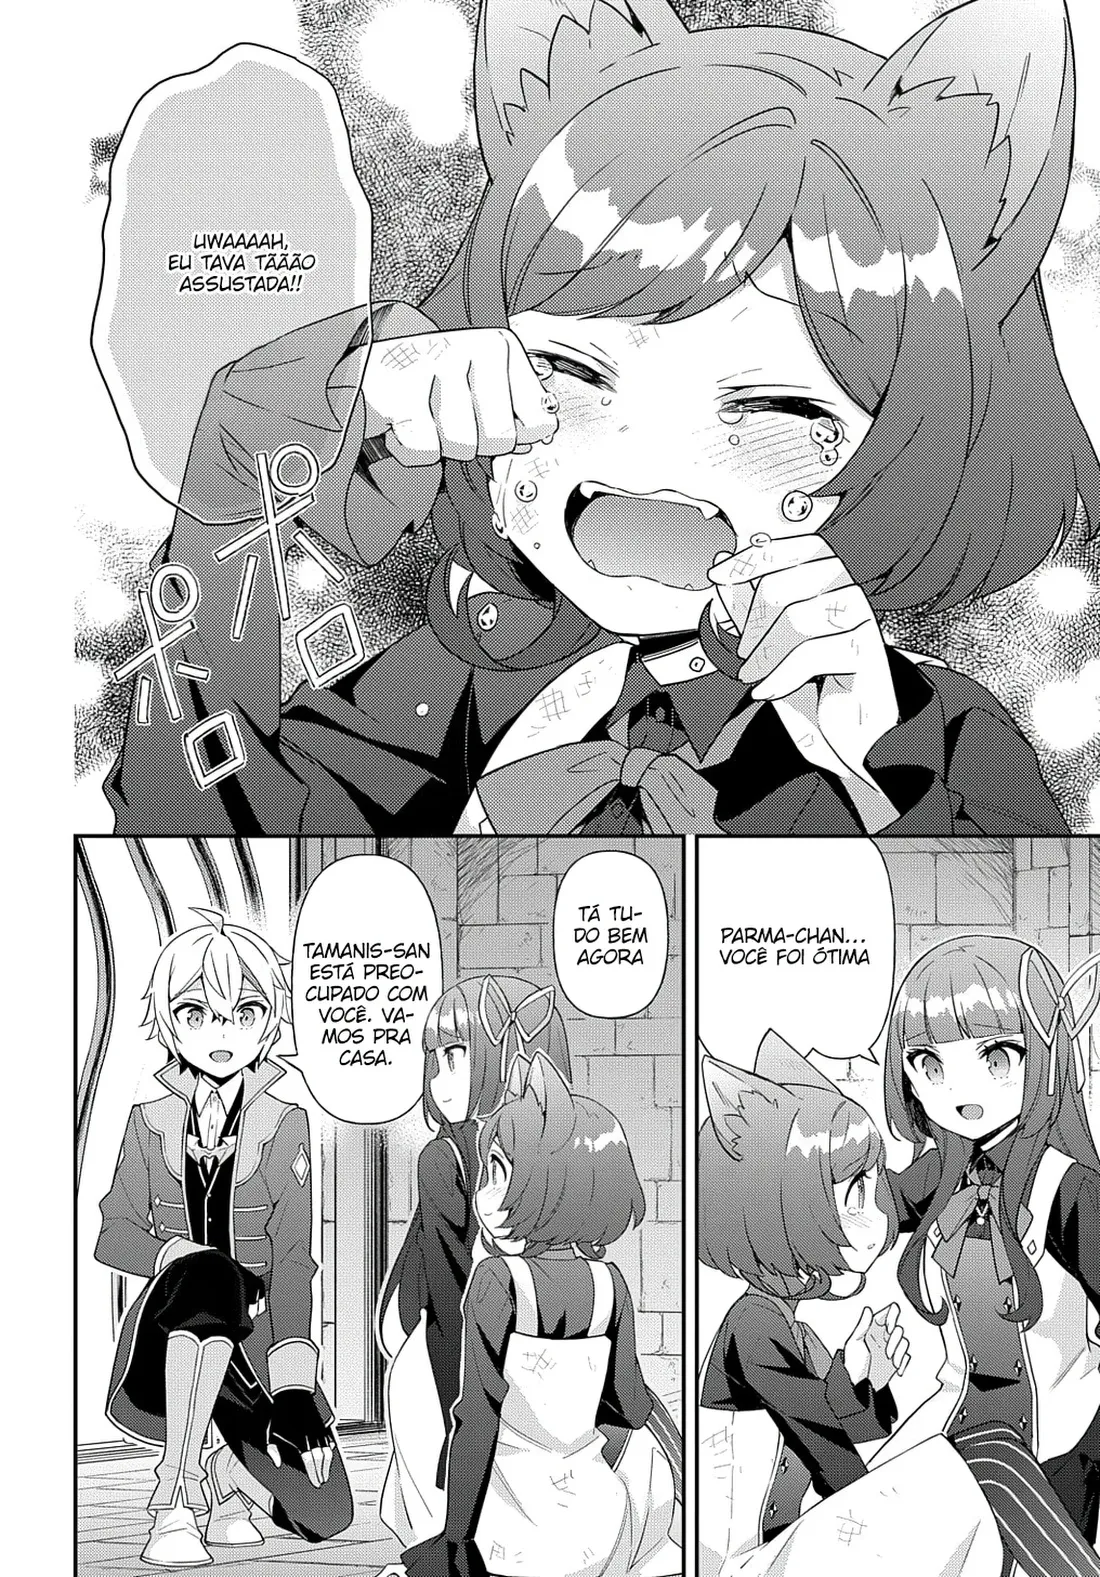 UWAAAAH,
EU TAVA TÃÃÃO
ASSUSTADA!!
ポロ
ポロ
PARMA-CHAN...
VOCÊ FOI ÓTIMA
TÁ TU-
DO BEM
AGORA
TAMANIS-SAN
ESTÁ PREO-
CUPADO COM
VOCÊ. VA-
MOS PRA
CASA.